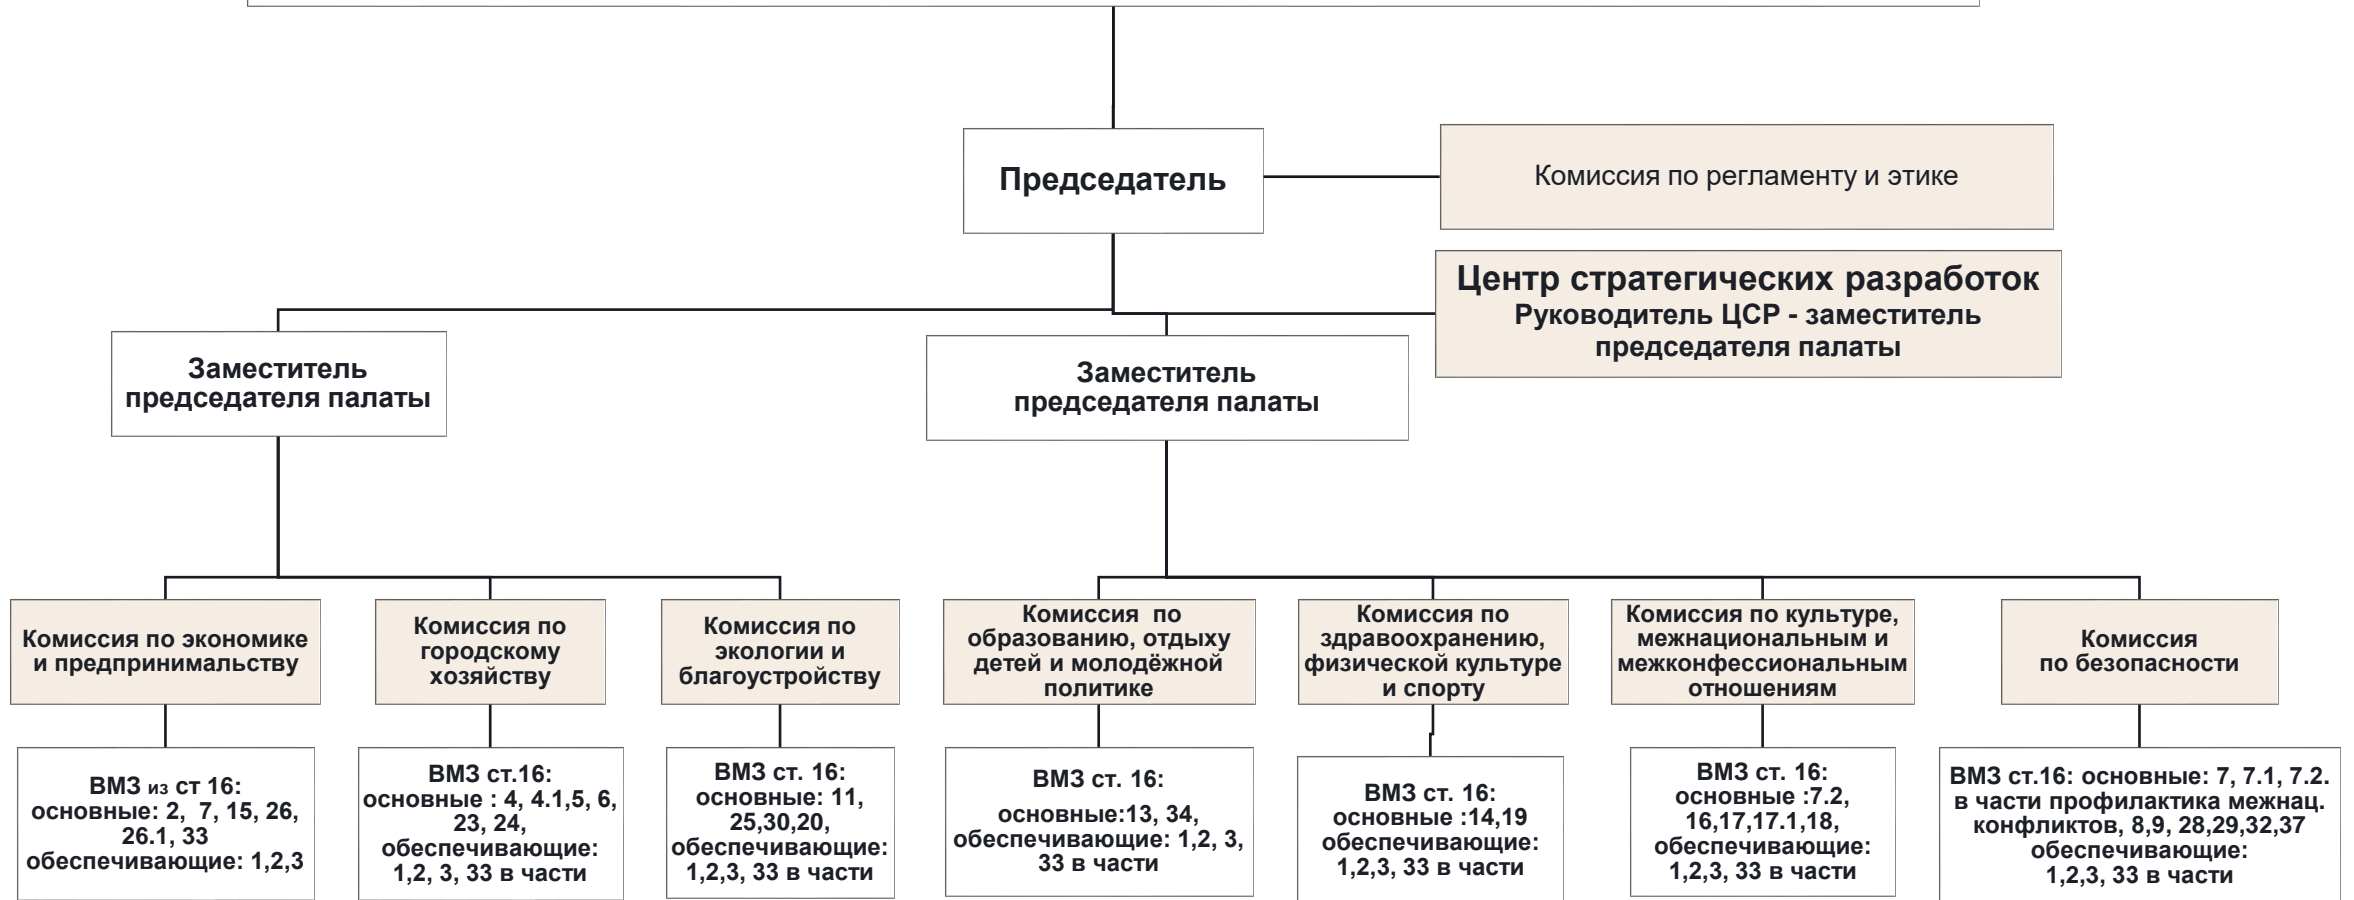 Председатель
Комиссия по регламенту и этике
Центр стратегических разработок
Руководитель ЦСР - заместитель
председателя палаты
Заместитель
председателя палаты
Заместитель
председателя палаты
Комиссия по экономике
и предпринимальству
Комиссия по
городскому
хозяйству
Комиссия по
экологии и
благоустройству
Комиссия  по
образованию, отдыху
детей и молодёжной
политике
Комиссия по
здравоохранению,
физической культуре
и спорту
Комиссия по культуре,
межнациональным и
межконфессиональным
отношениям
Комиссия
по безопасности
ВМЗ из ст 16:
основные: 2,  7, 15, 26,
26.1, 33
обеспечивающие: 1,2,3
ВМЗ ст.16:
основные : 4, 4.1,5, 6,
23, 24,
обеспечивающие:
1,2, 3, 33 в части
ВМЗ ст. 16:
основные: 11,
25,30,20,
обеспечивающие:
1,2,3, 33 в части
ВМЗ ст. 16:
основные:13, 34,
обеспечивающие: 1,2, 3,
33 в части
ВМЗ ст. 16:
основные :14,19
обеспечивающие:
1,2,3, 33 в части
ВМЗ ст. 16:
основные :7.2,
16,17,17.1,18,
обеспечивающие:
1,2,3, 33 в части
ВМЗ ст.16: основные: 7, 7.1, 7.2.
в части профилактика межнац.
конфликтов, 8,9, 28,29,32,37
обеспечивающие:
1,2,3, 33 в части